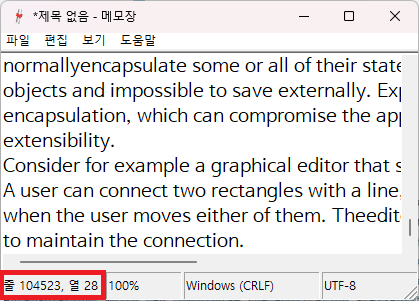 *제목 없음 - 메모장
파일 편집 보기 도움말
normallyencapsulate some or all of their state
objects and impossible to save externally. Exp
encapsulation, which can compromise the app
extensibility.
Consider for example a graphical editor that s
A user can connect two rectangles with a line,
when the user moves either of them. Theedite
to maintain the connection.
줄 104523, 열 28 100% Windows (CRLF) UTF-8